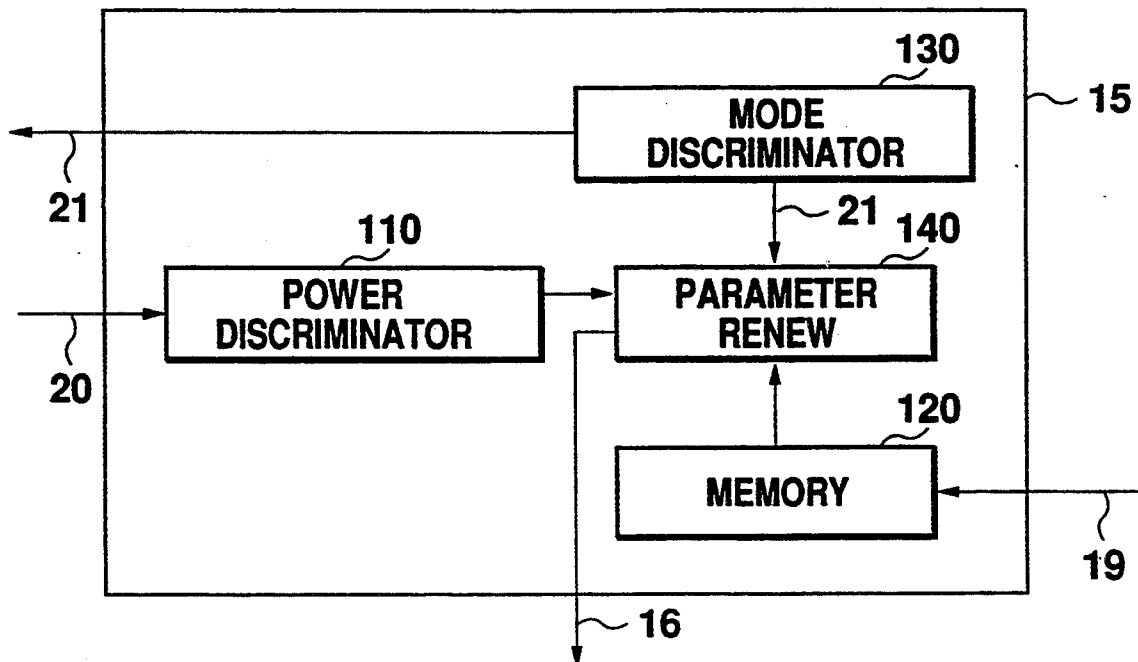 130
MODE
DISCRIMINATOR
15
21
21
110
POWER
DISCRIMINATOR
140
PARAMETER
RENEW
20
120
MEMORY
19
16